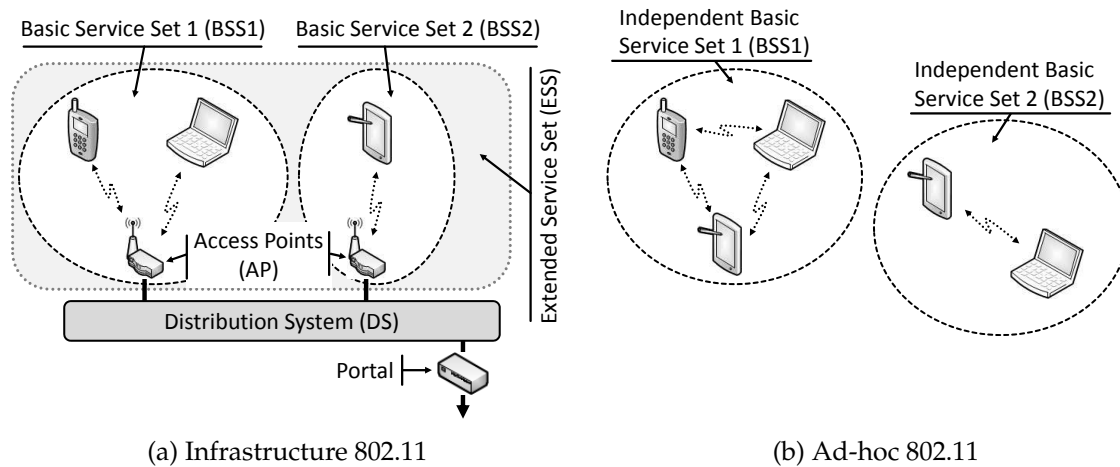 Basic Service Set 1 (BSS1)
Basic Service Set 2 (BSS2)
Extended Service Set (ESS)
Access Points
(AP)
Distribution System (DS)
Portal
(a) Infrastructure 802.11
Independent Basic
Service Set 1 (BSS1)
Independent Basic
Service Set 2 (BSS2)
(b) Ad-hoc 802.11